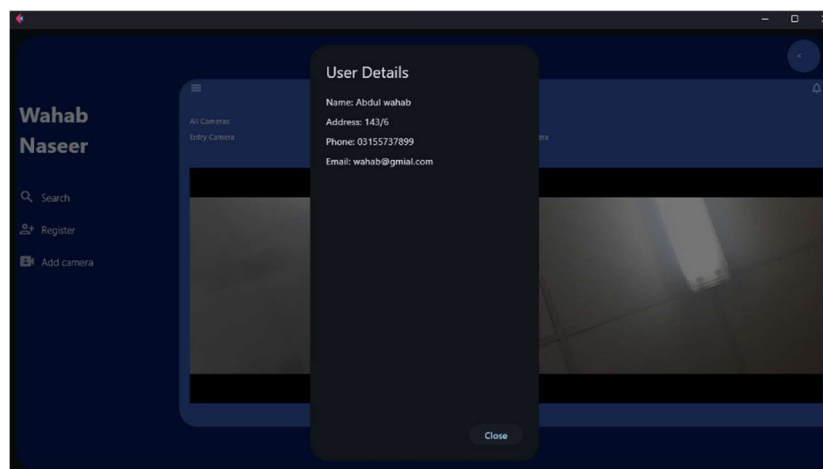 Wahab
Naseer
Search
Register
Add camera
All Cameras
Entry Camera
User Details
Name: Abdul wahab
Address: 143/6
Phone: 03155737899
Email: wahab@gmial.com
Close